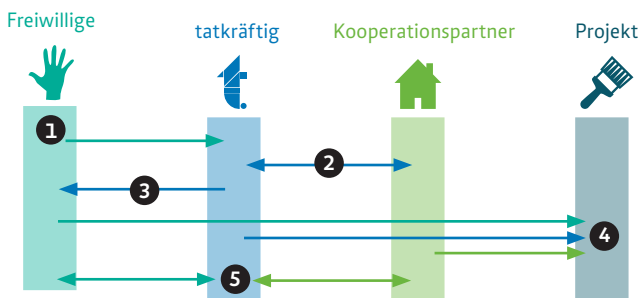 Freiwillige
tatkräftig
Kooperationspartner
Projekt
t.
1
2
3
4
5